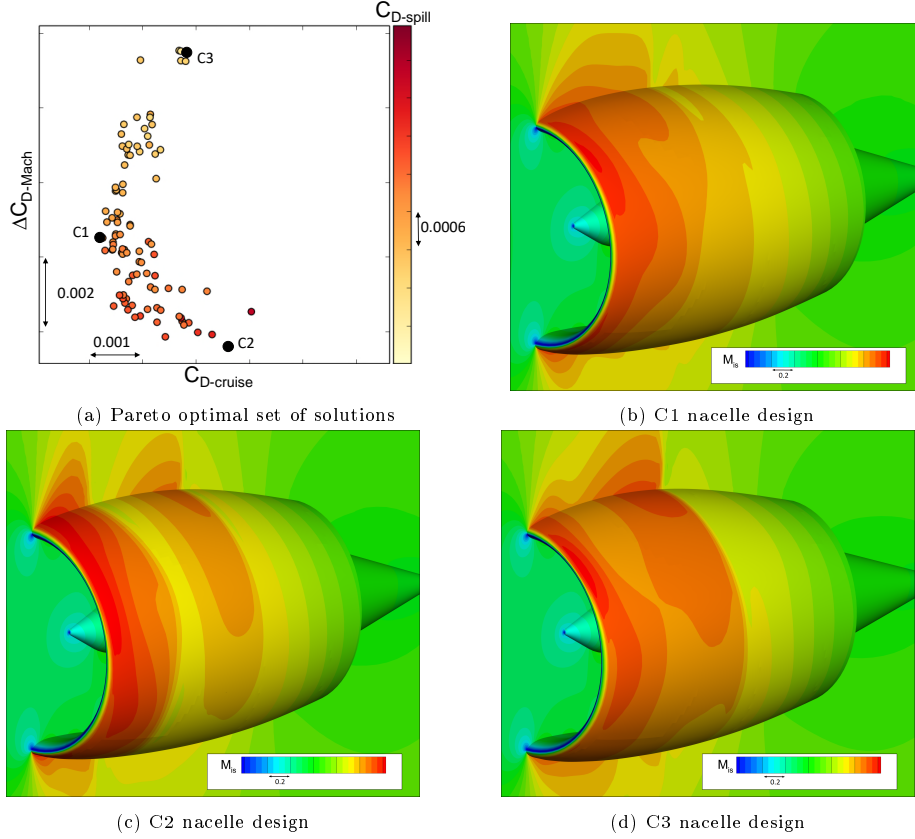 C_D-spill
C3
ΔC_D-Mach
C1
0.0006
0.002
0.001
C2
C_D-cruise
(a) Pareto optimal set of solutions
M_is
0.2
(b) C1 nacelle design
M_is
0.2
(c) C2 nacelle design
M_is
0.2
(d) C3 nacelle design